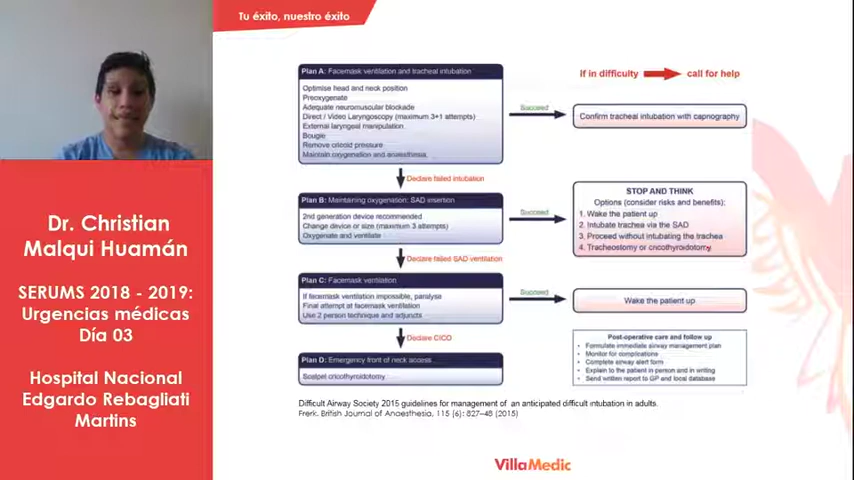 Tu éxito, nuestro éxito
Dr. Christian
Malqui Huamán
SERUMS 2018 - 2019:
Urgencias médicas
Día 03
Hospital Nacional
Edgardo Rebagliati
Martins
Plan A: Facemask ventilation and tracheal intubation
Optimise head and neck position
Preoxygenate
Adequate neuromuscular blockade
Direct / Video Laryngoscopy (maximum 3+1 attempts)
External laryngeal manipulation
Bougie
Remove cricoid pressure
Maintain oxygenation and anaesthesia
Succeed
If in difficulty call for help
Confirm tracheal intubation with capnography
Declare failed intubation
Plan B: Maintaining oxygenation: SAD insertion
2nd generation device recommended
Change device or size (maximum 3 attempts)
Oxygenate and ventilate
Succeed
STOP AND THINK
Options (consider risks and benefits):
1. Wake the patient up
2. Intubate trachea via the SAD
3. Proceed without intubating the trachea
4. Tracheostomy or cricothyroidotomy
Declare failed SAD ventilation
Plan C: Facemask ventilation
If facemask ventilation impossible, paralyse
Final attempt at facemask ventilation
Use 2 person technique and adjuncts
Succeed
Wake the patient up
Declare CICO
Plan D: Emergency front of neck access
Scalpel cricothyroidotomy
Post-operative care and follow up
• Formulate immediate airway management plan
• Monitor for complications
• Complete airway alert form
• Explain to the patient in person and in writing
• Send written report to GP and local database
Difficult Airway Society 2015 guidelines for management of an anticipated difficult intubation in adults.
Frerk. British Journal of Anaesthesia, 115 (6): 827–48 (2015)
VillaMedic